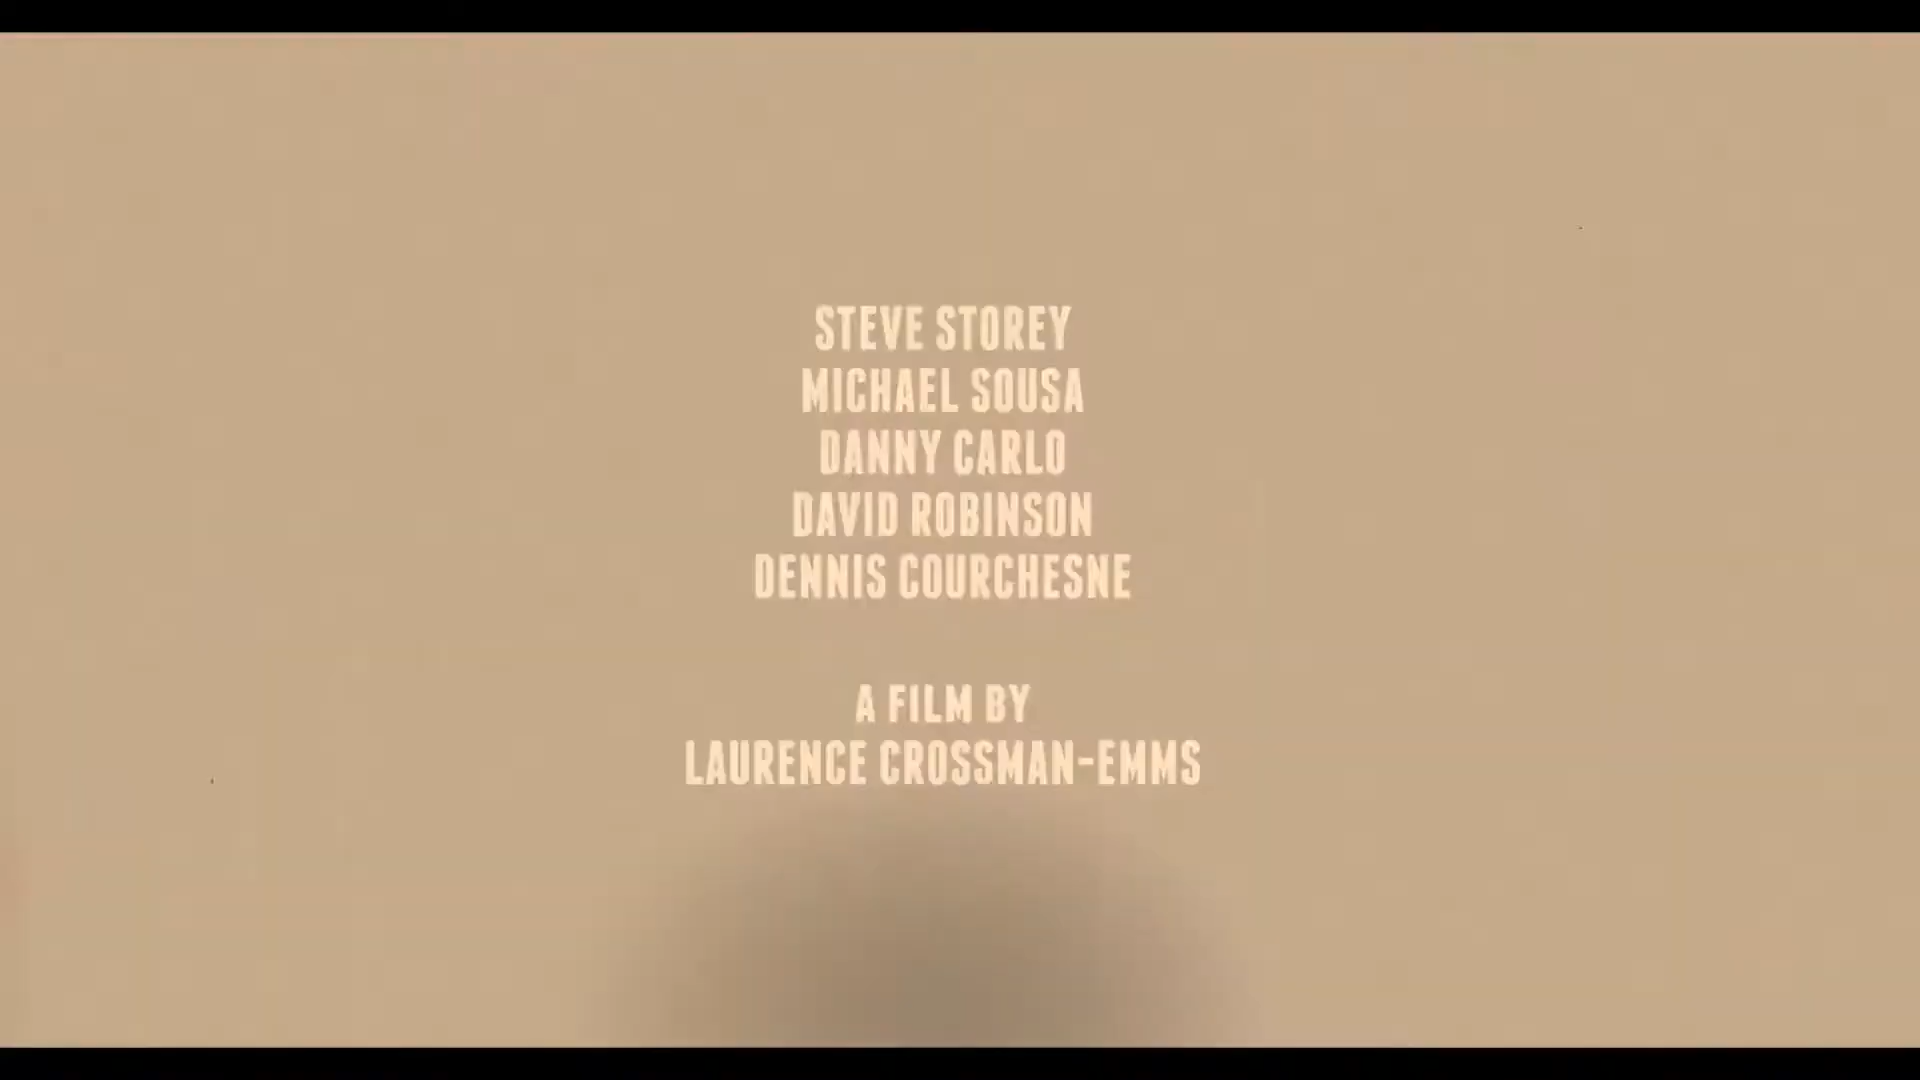 STEVE STOREY
MICHAEL SOUSA
DANNY CARLO
DAVID ROBINSON
DENNIS COURCHESNE
A FILM BY
LAURENCE CROSSMAN-EMMS